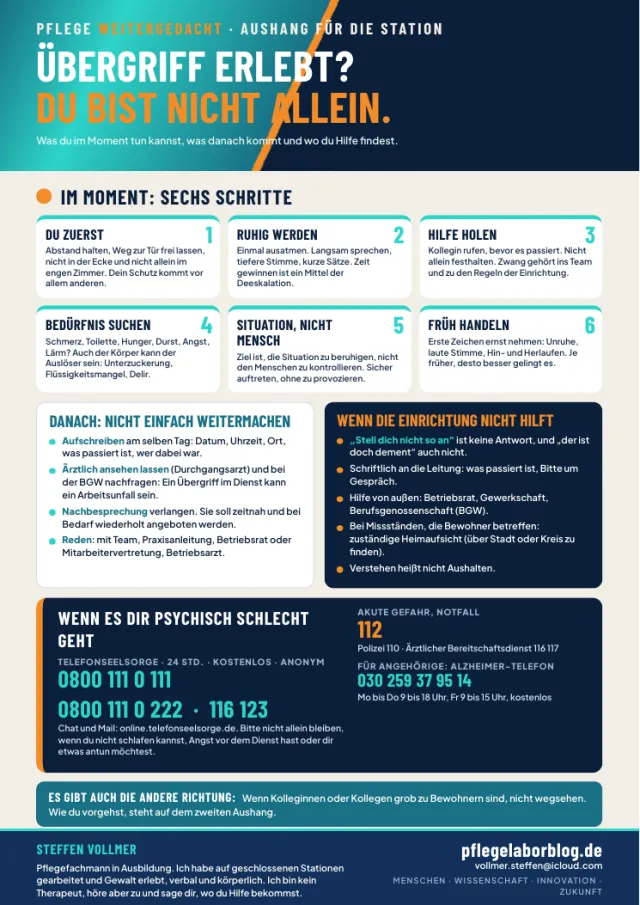 PFLEGE WEITERGEDACHT · AUSHANG FÜR DIE STATION
ÜBERGRIFF ERLEBT?
DU BIST NICHT ALLEIN.
Was du im Moment tun kannst, was danach kommt und wo du Hilfe findest.
IM MOMENT: SECHS SCHRITTE
DU ZUERST
1
Abstand halten, Weg zur Tür frei lassen,
nicht in der Ecke und nicht allein im
engen Zimmer. Dein Schutz kommt vor
allem anderen.
RUHIG WERDEN
2
Einmal ausatmen. Langsam sprechen,
tiefere Stimme, kurze Sätze. Zeit
gewinnen ist ein Mittel der
Deeskalation.
HILFE HOLEN
3
Kollegin rufen, bevor es passiert. Nicht
allein festhalten. Zwang gehört ins Team
und zu den Regeln der Einrichtung.
BEDÜRFNIS SUCHEN
4
Schmerz, Toilette, Hunger, Durst, Angst,
Lärm? Auch der Körper kann der
Auslöser sein: Unterzuckerung,
Flüssigkeitsmangel, Delir.
SITUATION, NICHT
MENSCH
5
Ziel ist, die Situation zu beruhigen, nicht
den Menschen zu kontrollieren. Sicher
auftreten, ohne zu provozieren.
FRÜH HANDELN
6
Erste Zeichen ernst nehmen: Unruhe,
laute Stimme, Hin- und Herlaufen. Je
früher, desto besser gelingt es.
DANACH: NICHT EINFACH WEITERMACHEN
Aufschreiben am selben Tag: Datum, Uhrzeit, Ort,
was passiert ist, wer dabei war.
Ärztlich ansehen lassen (Durchgangsarzt) und bei
der BGW nachfragen: Ein Übergriff im Dienst kann
ein Arbeitsunfall sein.
Nachbesprechung verlangen. Sie soll zeitnah und bei
Bedarf wiederholt angeboten werden.
Reden: mit Team, Praxisanleitung, Betriebsrat oder
Mitarbeitervertretung, Betriebsarzt.
WENN DIE EINRICHTUNG NICHT HILFT
„Stell dich nicht so an“ ist keine Antwort, und „der ist
doch dement“ auch nicht.
Schriftlich an die Leitung: was passiert ist, Bitte um
Gespräch.
Hilfe von außen: Betriebsrat, Gewerkschaft,
Berufsgenossenschaft (BGW).
Bei Missständen, die Bewohner betreffen:
zuständige Heimaufsicht (über Stadt oder Kreis zu
finden).
Verstehen heißt nicht Aushalten.
WENN ES DIR PSYCHISCH SCHLECHT
GEHT
TELEFONSEELSORGE · 24 STD. · KOSTENLOS · ANONYM
0800 111 0 111
0800 111 0 222 · 116 123
Chat und Mail: online.telefonseelsorge.de. Bitte nicht allein bleiben,
wenn du nicht schlafen kannst, Angst vor dem Dienst hast oder dir
etwas antun möchtest.
AKUTE GEFAHR, NOTFALL
112
Polizei 110 · Ärztlicher Bereitschaftsdienst 116 117
FÜR ANGEHÖRIGE: ALZHEIMER-TELEFON
030 259 37 95 14
Mo bis Do 9 bis 18 Uhr, Fr 9 bis 15 Uhr, kostenlos
ES GIBT AUCH DIE ANDERE RICHTUNG: Wenn Kolleginnen oder Kollegen grob zu Bewohnern sind, nicht wegsehen.
Wie du vorgehst, steht auf dem zweiten Aushang.
STEFFEN VOLLMER
Pflegefachmann in Ausbildung. Ich habe auf geschlossenen Stationen
gearbeitet und Gewalt erlebt, verbal und körperlich. Ich bin kein
Therapeut, höre aber zu und sage dir, wo du Hilfe bekommst.
pflegelaborblog.de
vollmer.steffen@icloud.com
MENSCHEN · WISSENSCHAFT · INNOVATION ·
ZUKUNFT